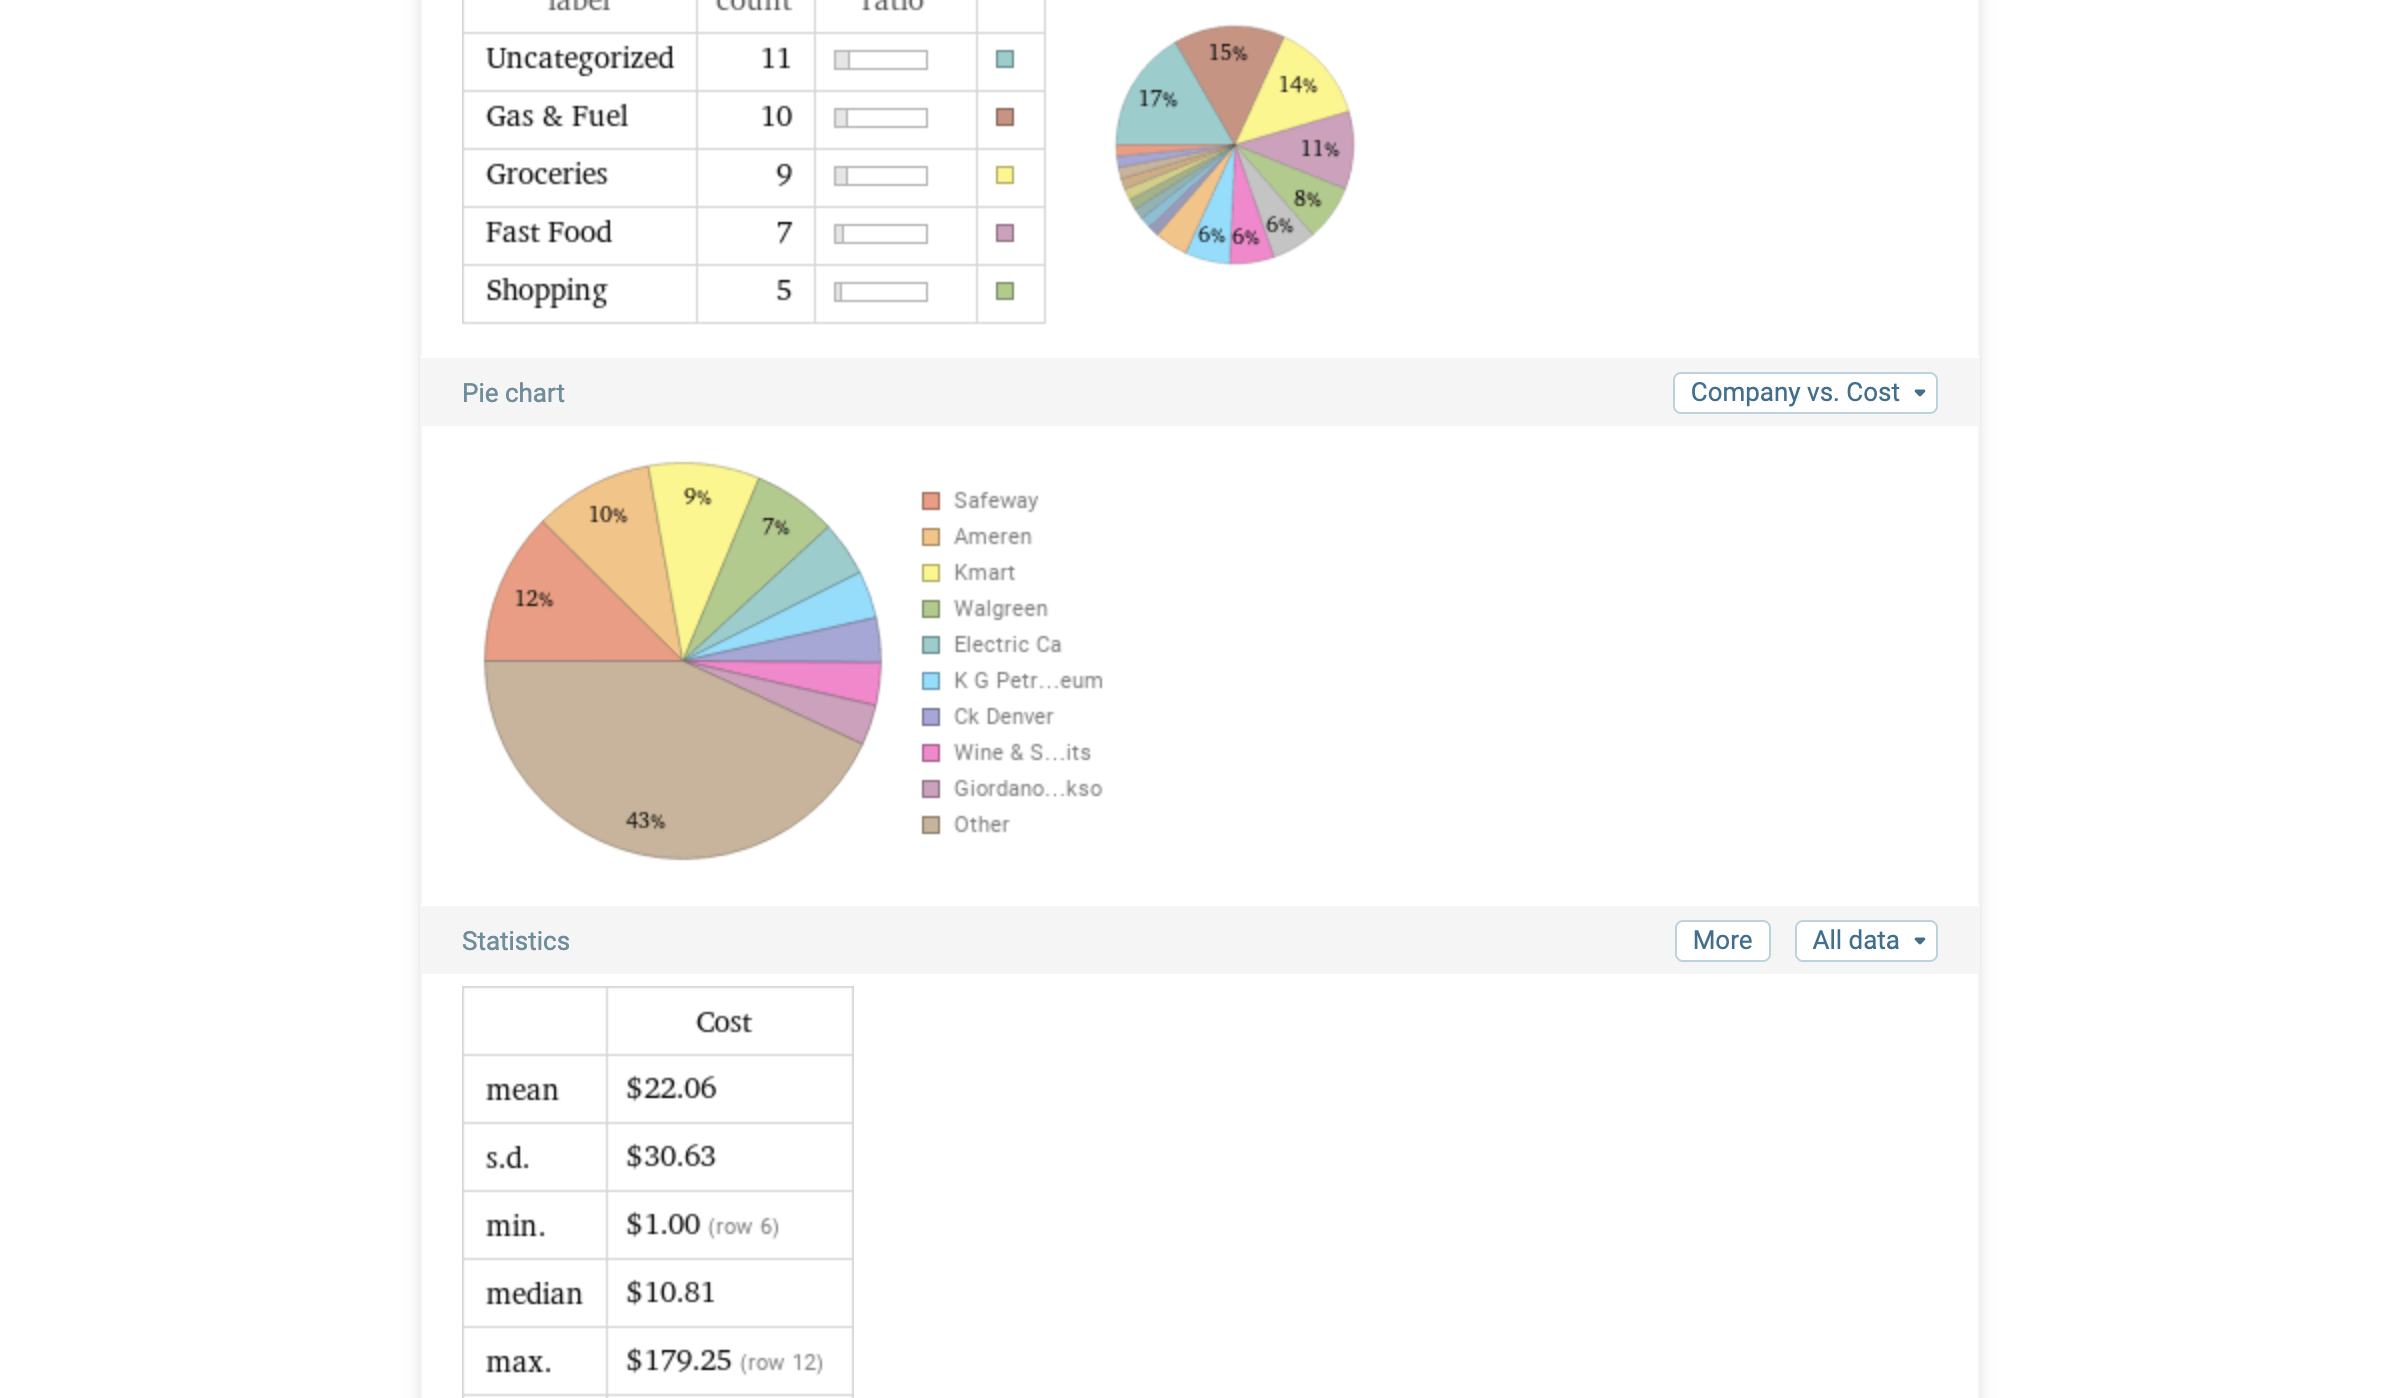 label count ratio
Uncategorized 11
Gas & Fuel 10
Groceries 9
Fast Food 7
Shopping 5
15%
14%
17%
11%
8%
6%
6%
6%
Pie chart
Company vs. Cost
9%
10%
7%
12%
43%
Safeway
Ameren
Kmart
Walgreen
Electric Ca
K G Petr...eum
Ck Denver
Wine & S...its
Giordano...kso
Other
Statistics
More
All data
Cost
mean $22.06
s.d. $30.63
min. $1.00 (row 6)
median $10.81
max. $179.25 (row 12)